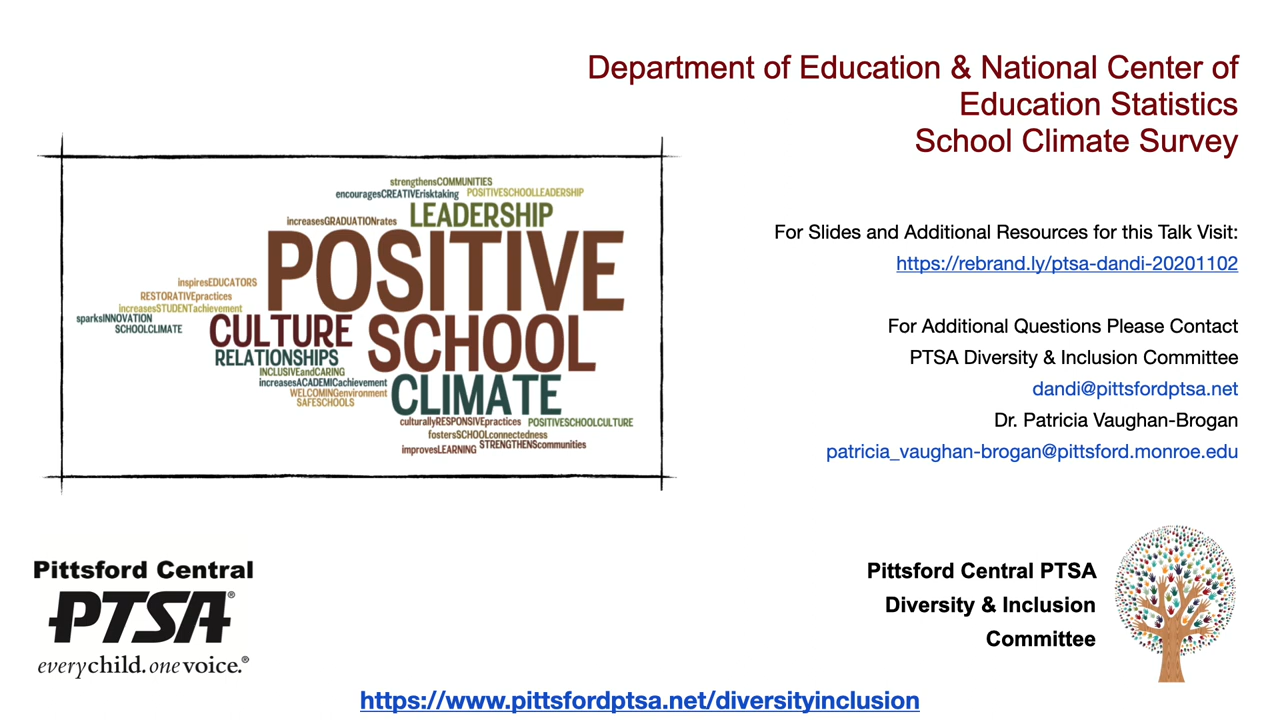 Department of Education & National Center of
Education Statistics
School Climate Survey
strengthensCOMMUNITIES
encouragesCREATIVErisktaking POSITIVESCHOOLLEADERSHIP
increasesGRADUATIONrates LEADERSHIP
POSITIVE
inspiresEDUCATORS
RESTORATIVEpractices
increasesSTUDENTachievement
sparksINNOVATION
SCHOOLCLIMATE
CULTURE SCHOOL
RELATIONSHIPS
INCLUSIVEandCARING
increasesACADEMICachievement
WELCOMINGenvironment
SAFESCHOOLS
CLIMATE
culturallyRESPONSIVEpractices POSITIVESCHOOLCULTURE
fostersSCHOOLconnectedness
improvesLEARNING STRENGTHENScommunities
For Slides and Additional Resources for this Talk Visit:
https://rebrand.ly/ptsa-dandi-20201102
For Additional Questions Please Contact
PTSA Diversity & Inclusion Committee
dandi@pittsfordptsa.net
Dr. Patricia Vaughan-Brogan
patricia_vaughan-brogan@pittsford.monroe.edu
Pittsford Central
PTSA®
everychild.onevoice.®
Pittsford Central PTSA
Diversity & Inclusion
Committee
https://www.pittsfordptsa.net/diversityinclusion